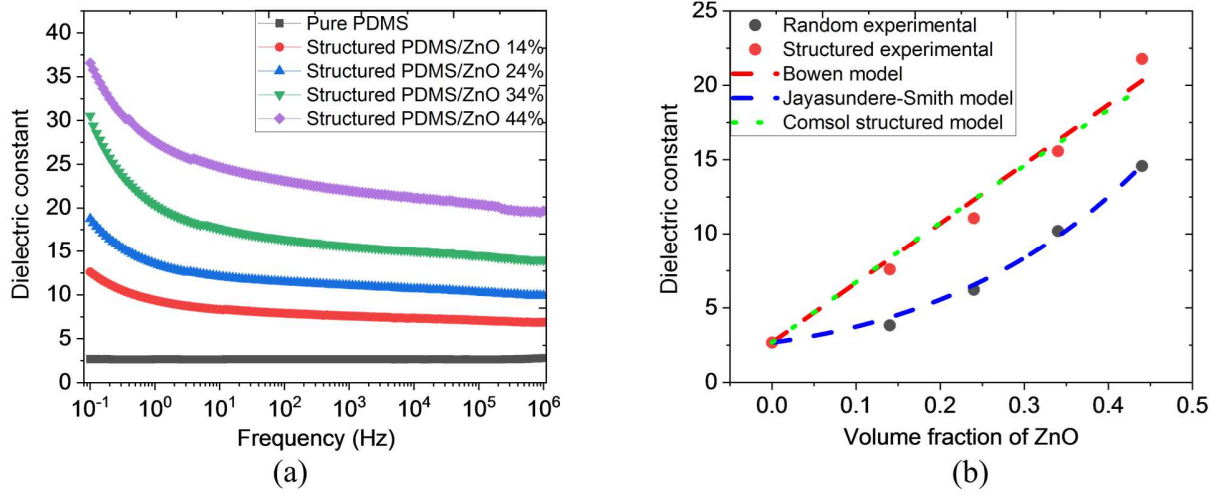 Pure PDMS
Structured PDMS/ZnO 14%
Structured PDMS/ZnO 24%
Structured PDMS/ZnO 34%
Structured PDMS/ZnO 44%
40
35
30
25
20
15
10
5
0
Dielectric constant
10⁻¹ 10⁰ 10¹ 10² 10³ 10⁴ 10⁵ 10⁶
Frequency (Hz)
(a)
Random experimental
Structured experimental
Bowen model
Jayasundere-Smith model
Comsol structured model
25
20
15
10
5
0
Dielectric constant
0.0 0.1 0.2 0.3 0.4 0.5
Volume fraction of ZnO
(b)